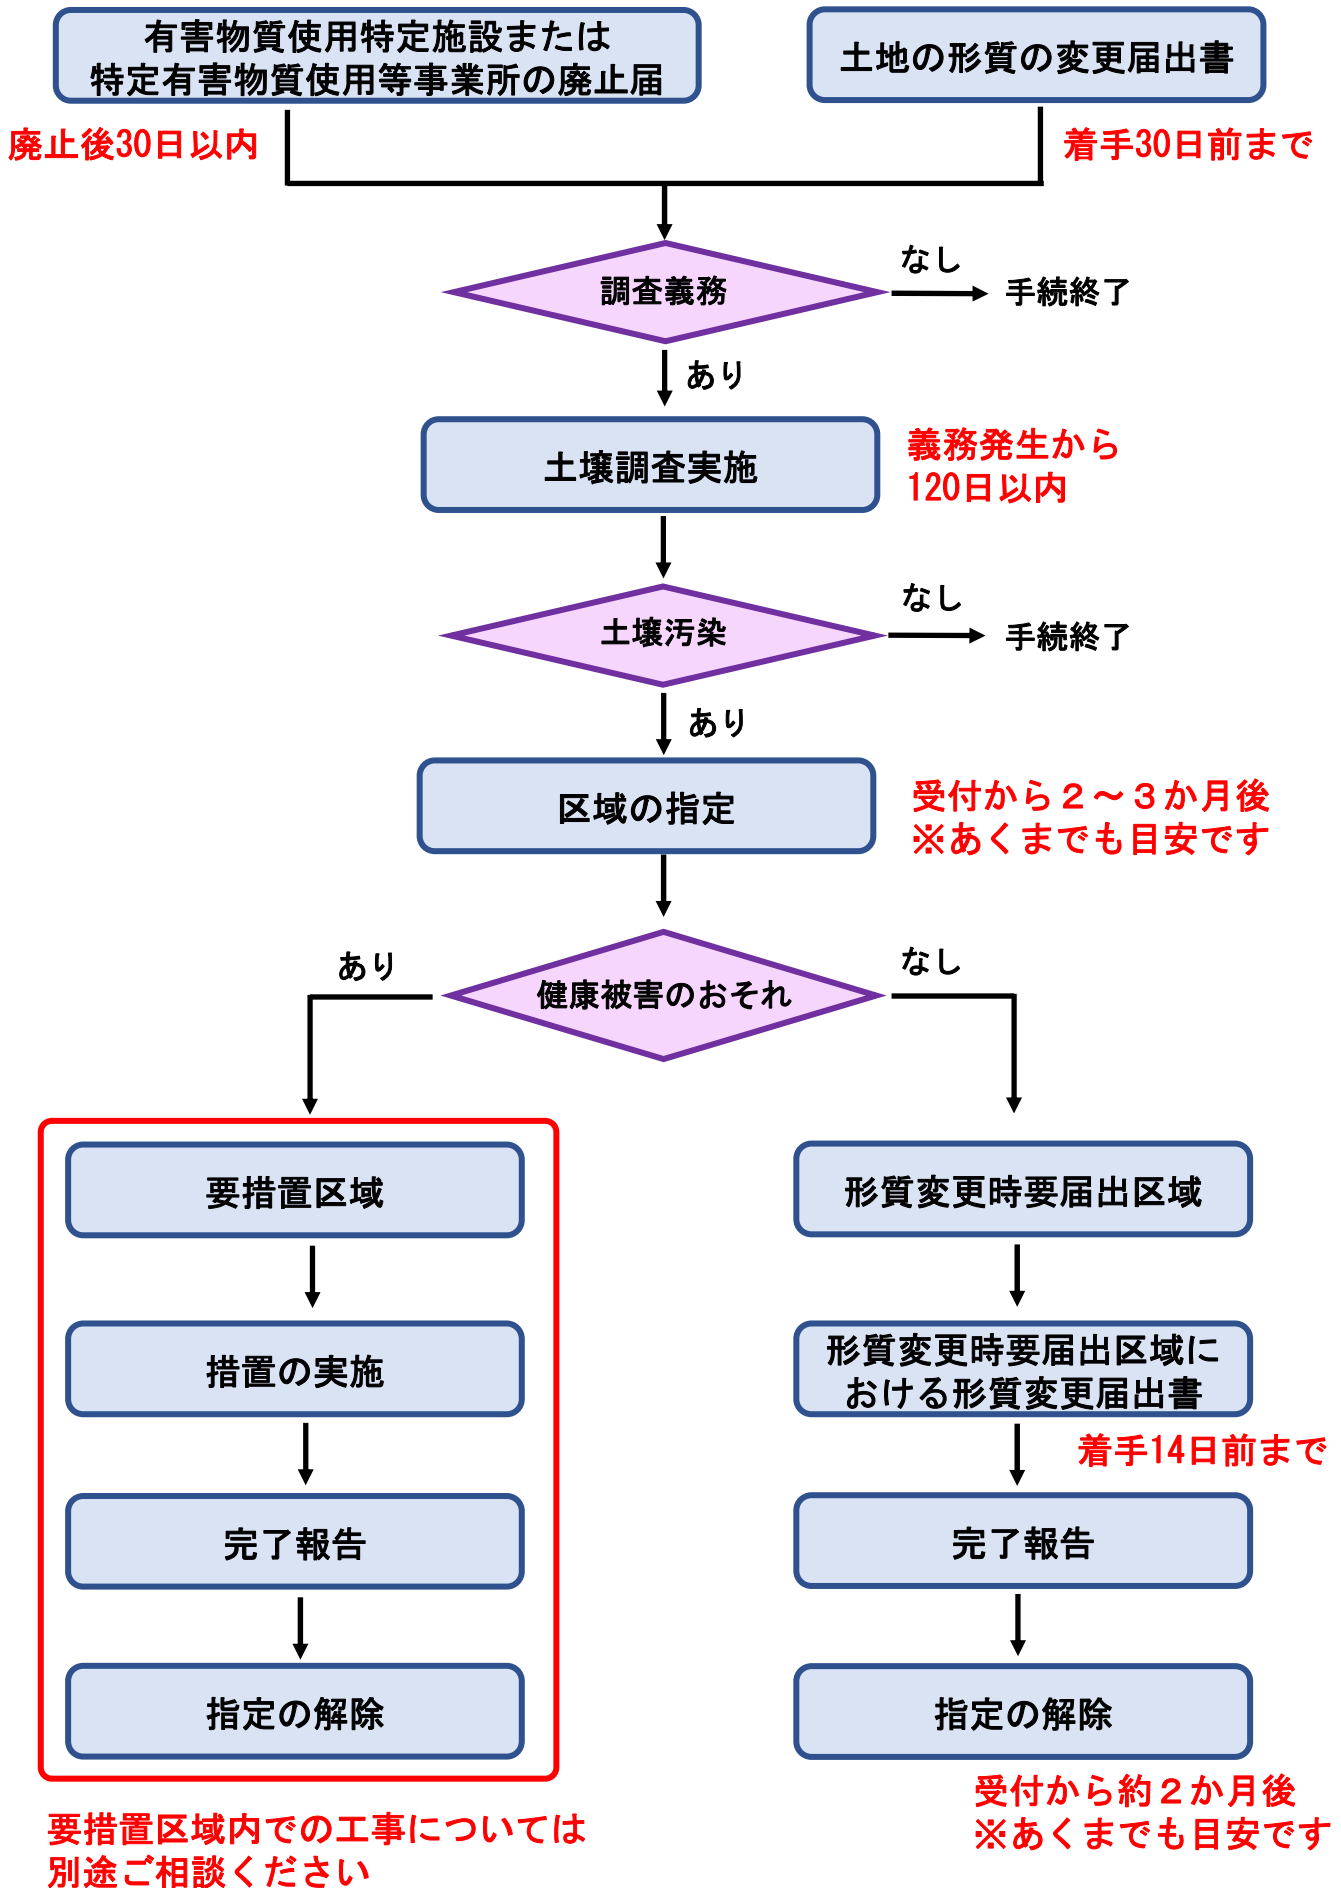 有害物質使用特定施設または
特定有害物質使用等事業所の廃止届
土地の形質の変更届出書
廃止後30日以内
着手30日前まで
調査義務
なし
手続終了
あり
土壌調査実施
義務発生から
120日以内
土壌汚染
なし
手続終了
あり
区域の指定
受付から２～３か月後
※あくまでも目安です
健康被害のおそれ
あり
なし
要措置区域
措置の実施
完了報告
指定の解除
要措置区域内での工事については
別途ご相談ください
形質変更時要届出区域
形質変更時要届出区域に
おける形質変更届出書
着手14日前まで
完了報告
指定の解除
受付から約２か月後
※あくまでも目安です